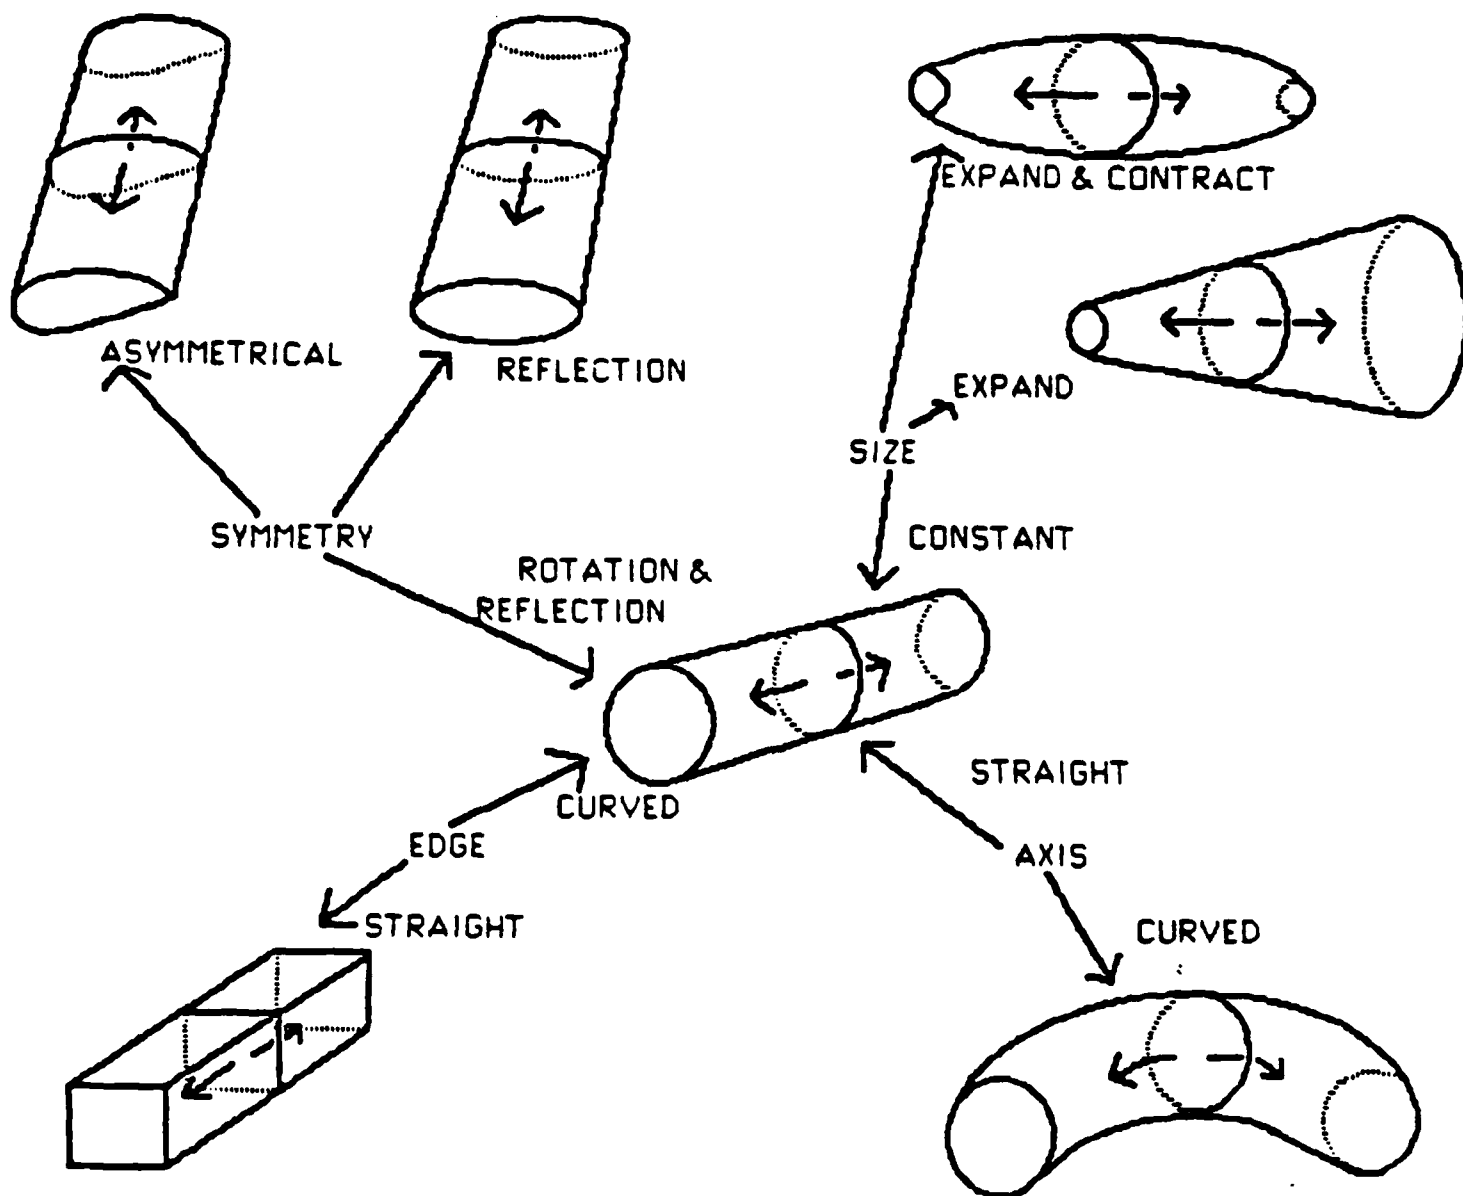 EXPAND & CONTRACT
ASYMMETRICAL
REFLECTION
EXPAND
SIZE
SYMMETRY
CONSTANT
ROTATION &
REFLECTION
STRAIGHT
CURVED
EDGE
AXIS
STRAIGHT
CURVED